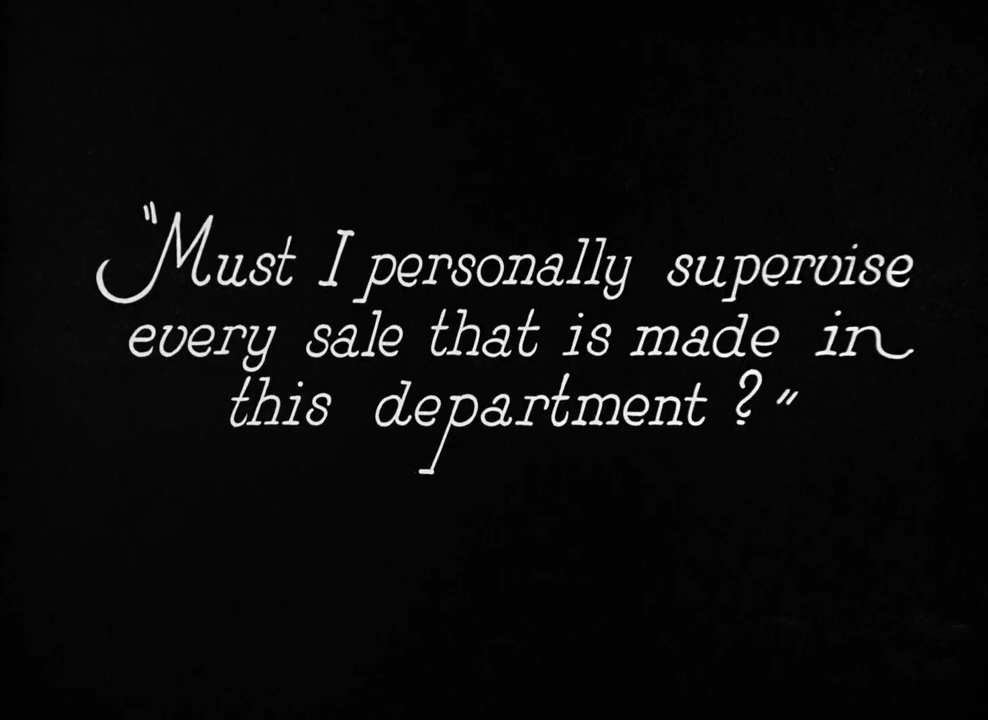 "Must I personally supervise
every sale that is made in
this department?"